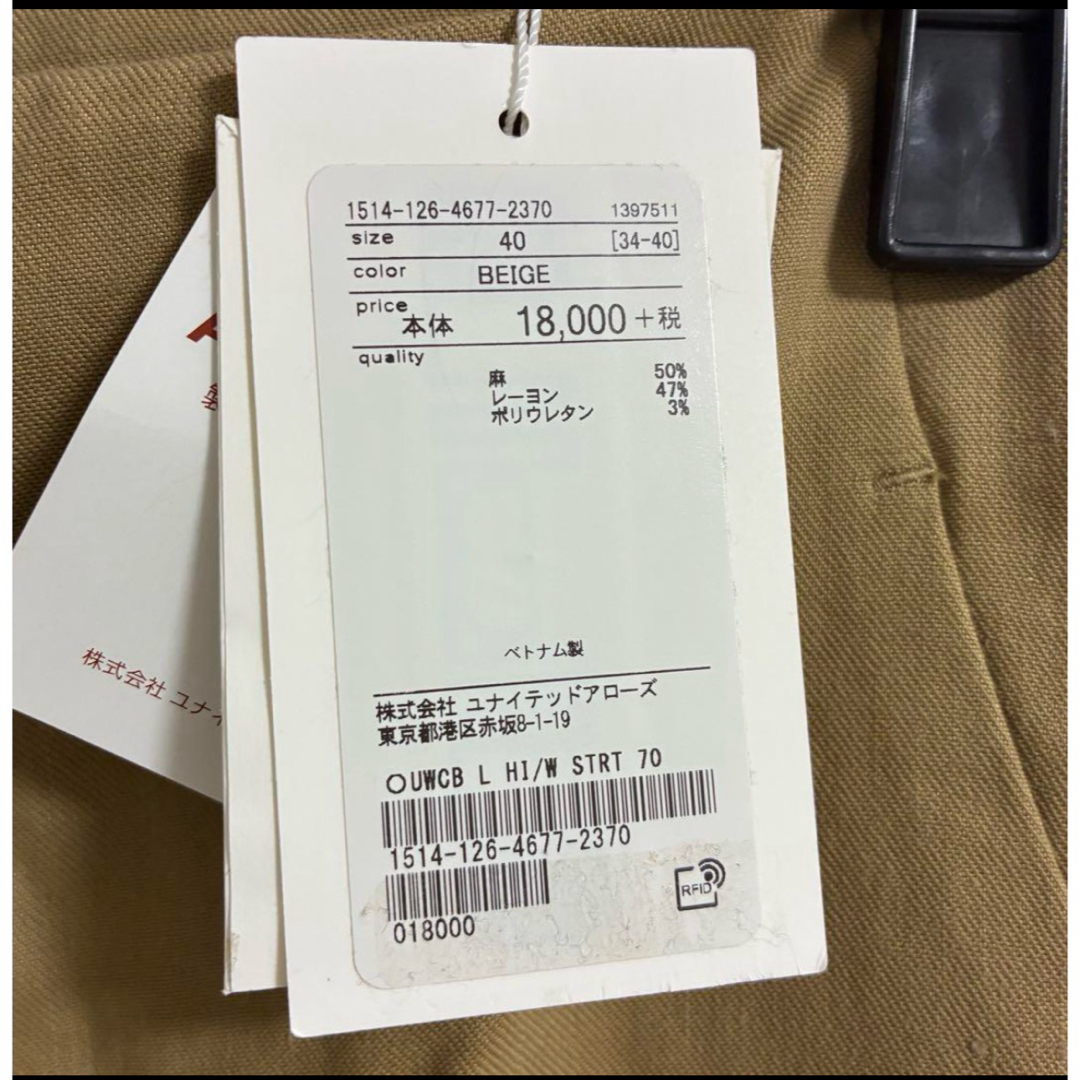 1514-126-4677-2370 1397511
size 40 [34-40]
color BEIGE
price 本体 18,000+税
quality
麻 50%
レーヨン 47%
ポリウレタン 3%
ベトナム製
株式会社 ユナイテッドアローズ
東京都港区赤坂8-1-19
○UWCB L HI/W STRT 70
1514-126-4677-2370
018000
RFID
株式会社 ユナイ